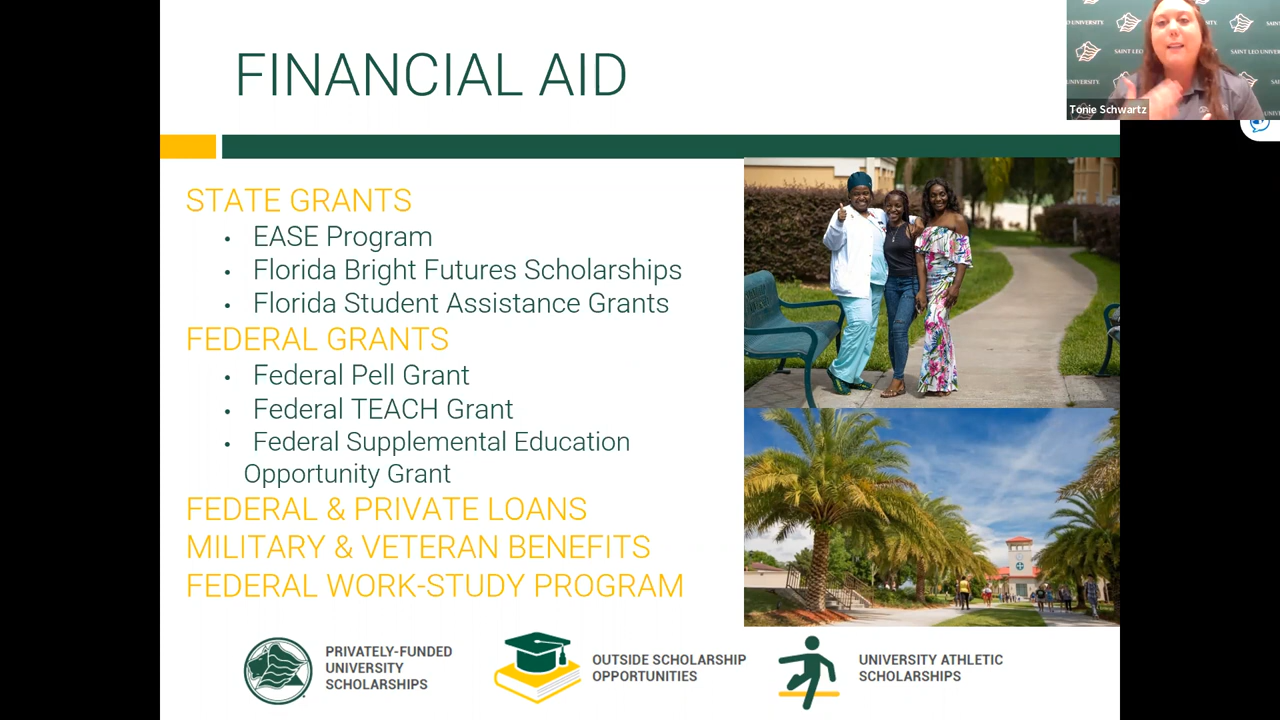 FINANCIAL AID
STATE GRANTS
• EASE Program
• Florida Bright Futures Scholarships
• Florida Student Assistance Grants
FEDERAL GRANTS
• Federal Pell Grant
• Federal TEACH Grant
• Federal Supplemental Education
Opportunity Grant
FEDERAL & PRIVATE LOANS
MILITARY & VETERAN BENEFITS
FEDERAL WORK-STUDY PROGRAM
PRIVATELY-FUNDED
UNIVERSITY
SCHOLARSHIPS
OUTSIDE SCHOLARSHIP
OPPORTUNITIES
UNIVERSITY ATHLETIC
SCHOLARSHIPS
SAINT LEO UNIVER
UNIVERSITY
Tonie Schwartz